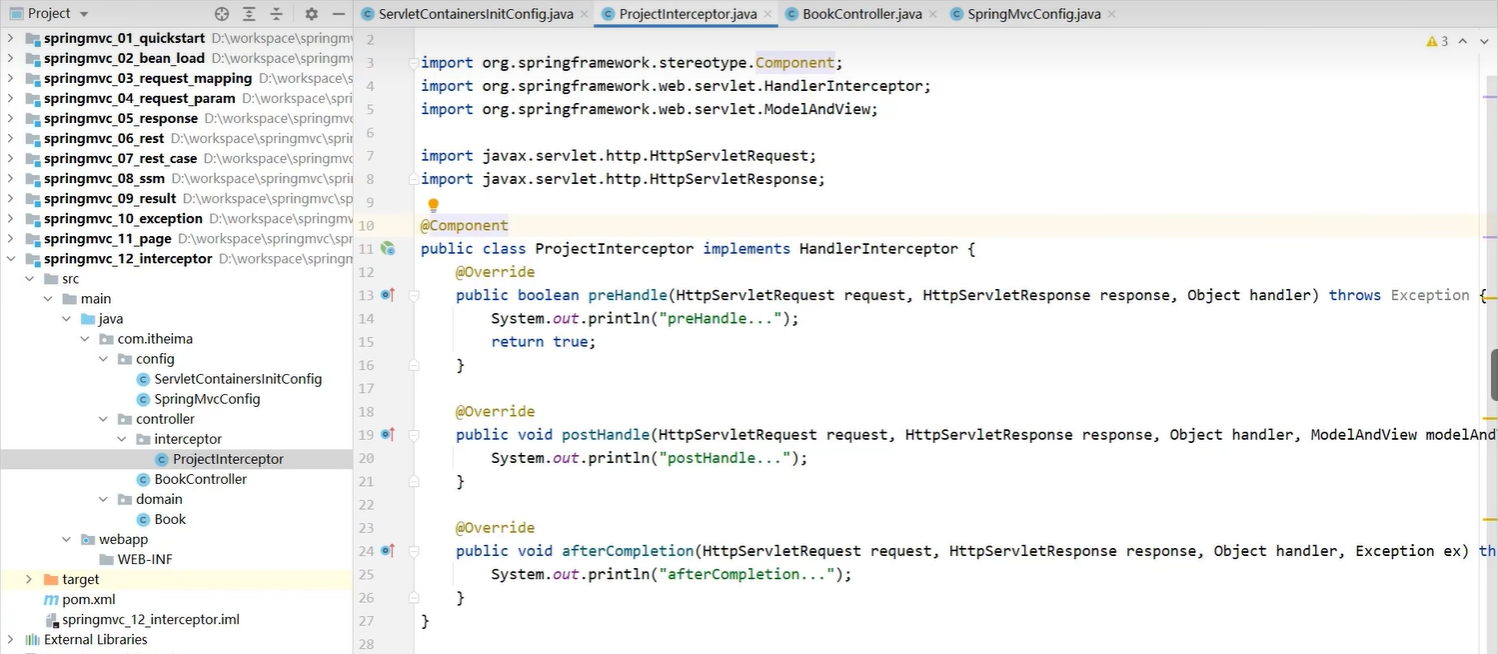 Project
springmvc_01_quickstart D:\workspace\springmv
springmvc_02_bean_load D:\workspace\springmv
springmvc_03_request_mapping D:\workspace\s
springmvc_04_request_param D:\workspace\spri
springmvc_05_response D:\workspace\springmvc
springmvc_06_rest D:\workspace\springmvc\spri
springmvc_07_rest_case D:\workspace\springmvc
springmvc_08_ssm D:\workspace\springmvc\spri
springmvc_09_result D:\workspace\springmvc\sp
springmvc_10_exception D:\workspace\springmv
springmvc_11_page D:\workspace\springmvc\spr
springmvc_12_interceptor D:\workspace\springm
src
main
java
com.itheima
config
ServletContainersInitConfig
SpringMvcConfig
controller
interceptor
ProjectInterceptor
BookController
domain
Book
webapp
WEB-INF
target
pom.xml
springmvc_12_interceptor.iml
External Libraries
ServletContainersInitConfig.java ProjectInterceptor.java BookController.java SpringMvcConfig.java
3
2
3 import org.springframework.stereotype.Component;
4 import org.springframework.web.servlet.HandlerInterceptor;
5 import org.springframework.web.servlet.ModelAndView;
6
7 import javax.servlet.http.HttpServletRequest;
8 import javax.servlet.http.HttpServletResponse;
9
10 @Component
11 public class ProjectInterceptor implements HandlerInterceptor {
12 @Override
13 public boolean preHandle(HttpServletRequest request, HttpServletResponse response, Object handler) throws Exception {
14 System.out.println("preHandle...");
15 return true;
16 }
17
18 @Override
19 public void postHandle(HttpServletRequest request, HttpServletResponse response, Object handler, ModelAndView modelAnd
20 System.out.println("postHandle...");
21 }
22
23 @Override
24 public void afterCompletion(HttpServletRequest request, HttpServletResponse response, Object handler, Exception ex) th
25 System.out.println("afterCompletion...");
26 }
27 }
28